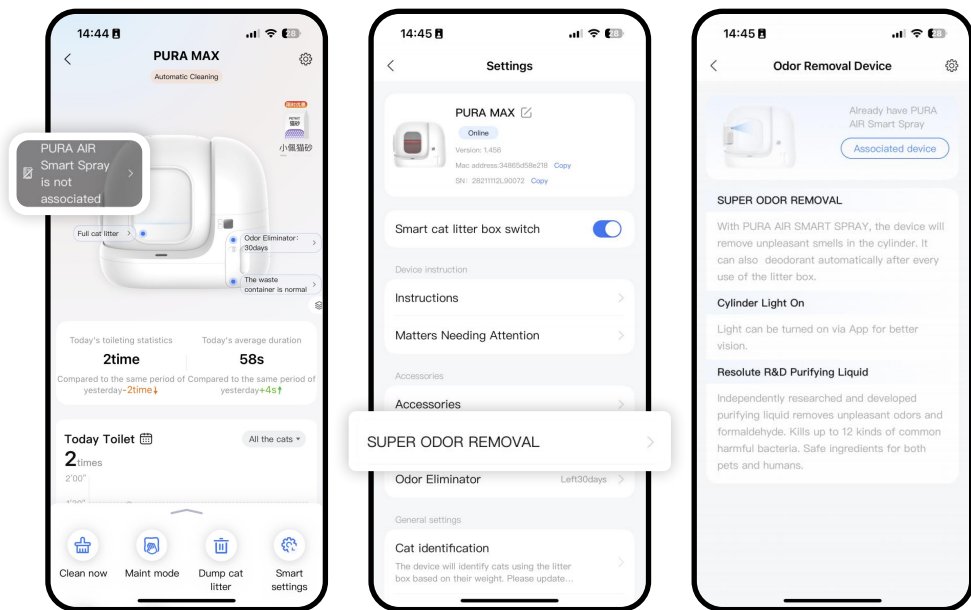 14:44
28
PURA MAX
Automatic Cleaning
PETKIT
猫砂
小佩猫砂
PURA AIR
Smart Spray
is not
associated
Full cat litter
Odor Eliminator:
30days
The waste
container is normal
Today's toileting statistics
2time
Compared to the same period of
yesterday-2time↓
Today's average duration
58s
Compared to the same period of
yesterday+4s↑
Today Toilet
All the cats
2times
2'00"
Clean now
Maint mode
Dump cat
litter
Smart
settings
14:45
28
Settings
PURA MAX
Online
Version: 1.456
Mac address:34865d58e218 Copy
SN: 28211112L90072 Copy
Smart cat litter box switch
Device instruction
Instructions
Matters Needing Attention
Accessories
Accessories
SUPER ODOR REMOVAL
Odor Eliminator
Left30days
General settings
Cat identification
The device will identify cats using the litter
box based on their weight. Please update...
14:45
28
Odor Removal Device
Already have PURA
AIR Smart Spray
Associated device
SUPER ODOR REMOVAL
With PURA AIR SMART SPRAY, the device will
remove unpleasant smells in the cylinder. It
can also deodorant automatically after every
use of the litter box.
Cylinder Light On
Light can be turned on via App for better
vision.
Resolute R&D Purifying Liquid
Independently researched and developed
purifying liquid removes unpleasant odors and
formaldehyde. Kills up to 12 kinds of common
harmful bacteria. Safe ingredients for both
pets and humans.